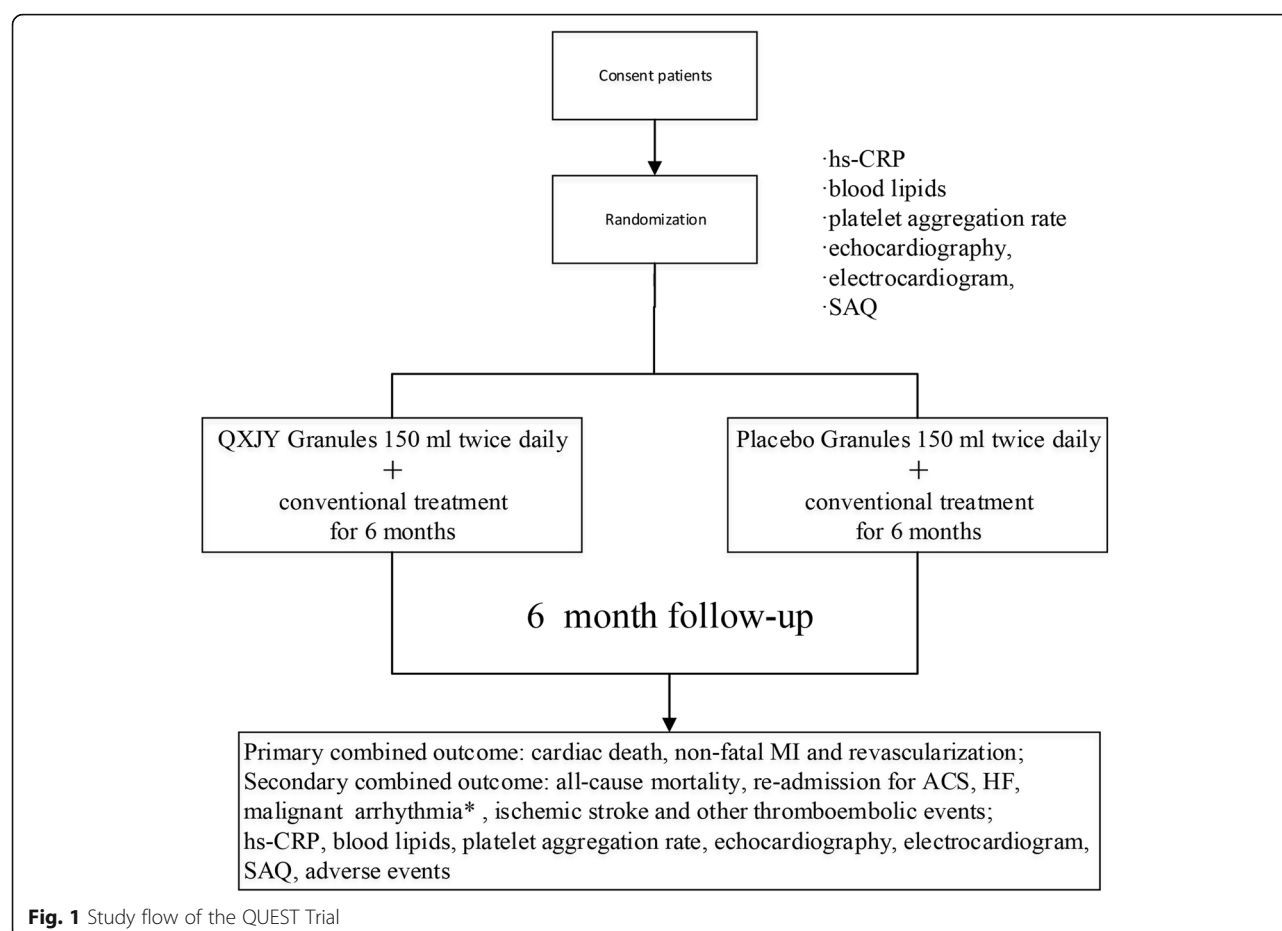 Consent patients
Randomization
·hs-CRP
·blood lipids
·platelet aggregation rate
·echocardiography,
·electrocardiogram,
·SAQ
QXJY Granules 150 ml twice daily
+
conventional treatment
for 6 months
Placebo Granules 150 ml twice daily
+
conventional treatment
for 6 months
6 month follow-up
Primary combined outcome: cardiac death, non-fatal MI and revascularization;
Secondary combined outcome: all-cause mortality, re-admission for ACS, HF,
malignant arrhythmia* , ischemic stroke and other thromboembolic events;
hs-CRP, blood lipids, platelet aggregation rate, echocardiography, electrocardiogram,
SAQ, adverse events
Fig. 1 Study flow of the QUEST Trial